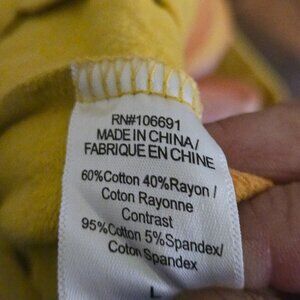 RN#106691
MADE IN CHINA/
FABRIQUE EN CHINE
60%Cotton 40%Rayon /
Coton Rayonne
Contrast
95%Cotton 5%Spandex/
Coton Spandex
L